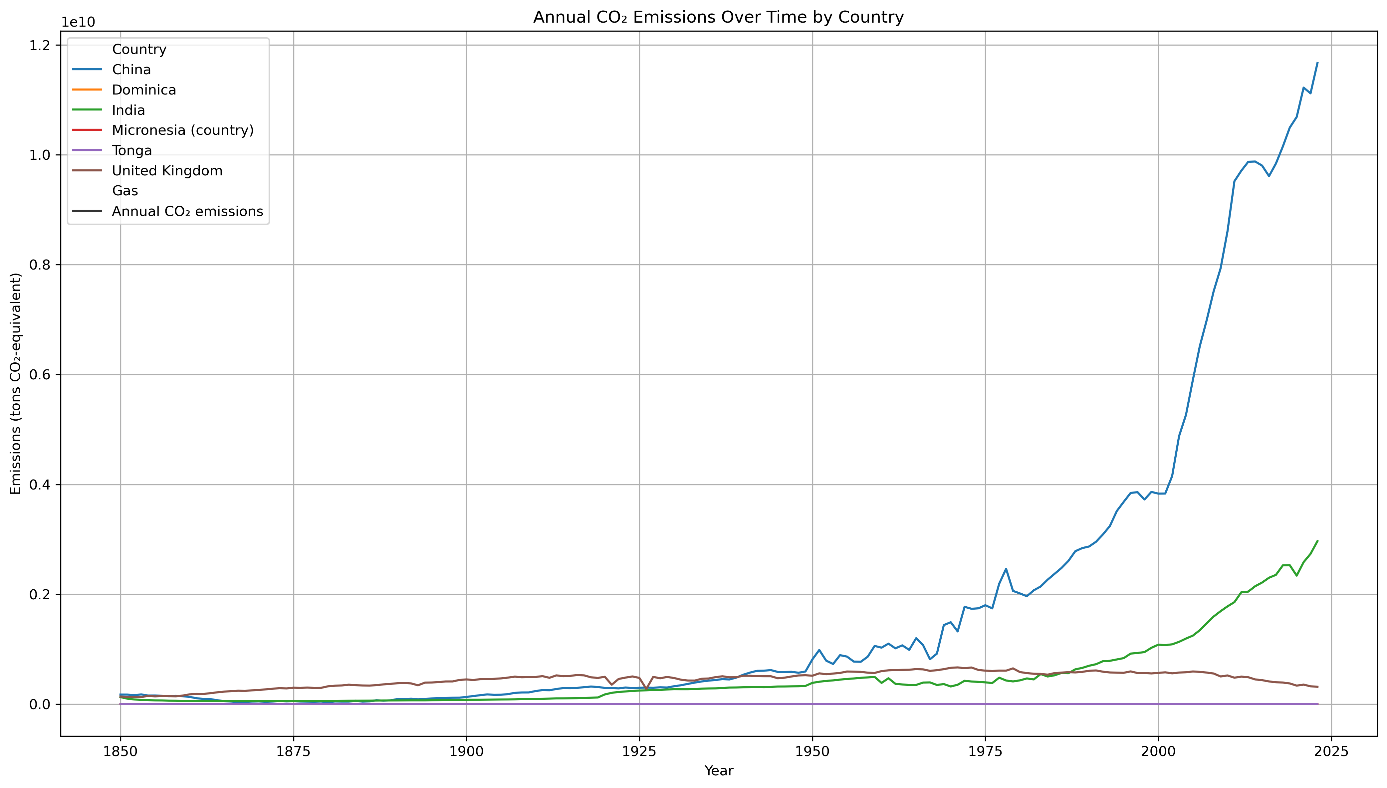 Annual CO₂ Emissions Over Time by Country
1e10
1.2
1.0
0.8
0.6
0.4
0.2
0.0
Emissions (tons CO₂-equivalent)
Country
China
Dominica
India
Micronesia (country)
Tonga
United Kingdom
Gas
Annual CO₂ emissions
1850 1875 1900 1925 1950 1975 2000 2025
Year